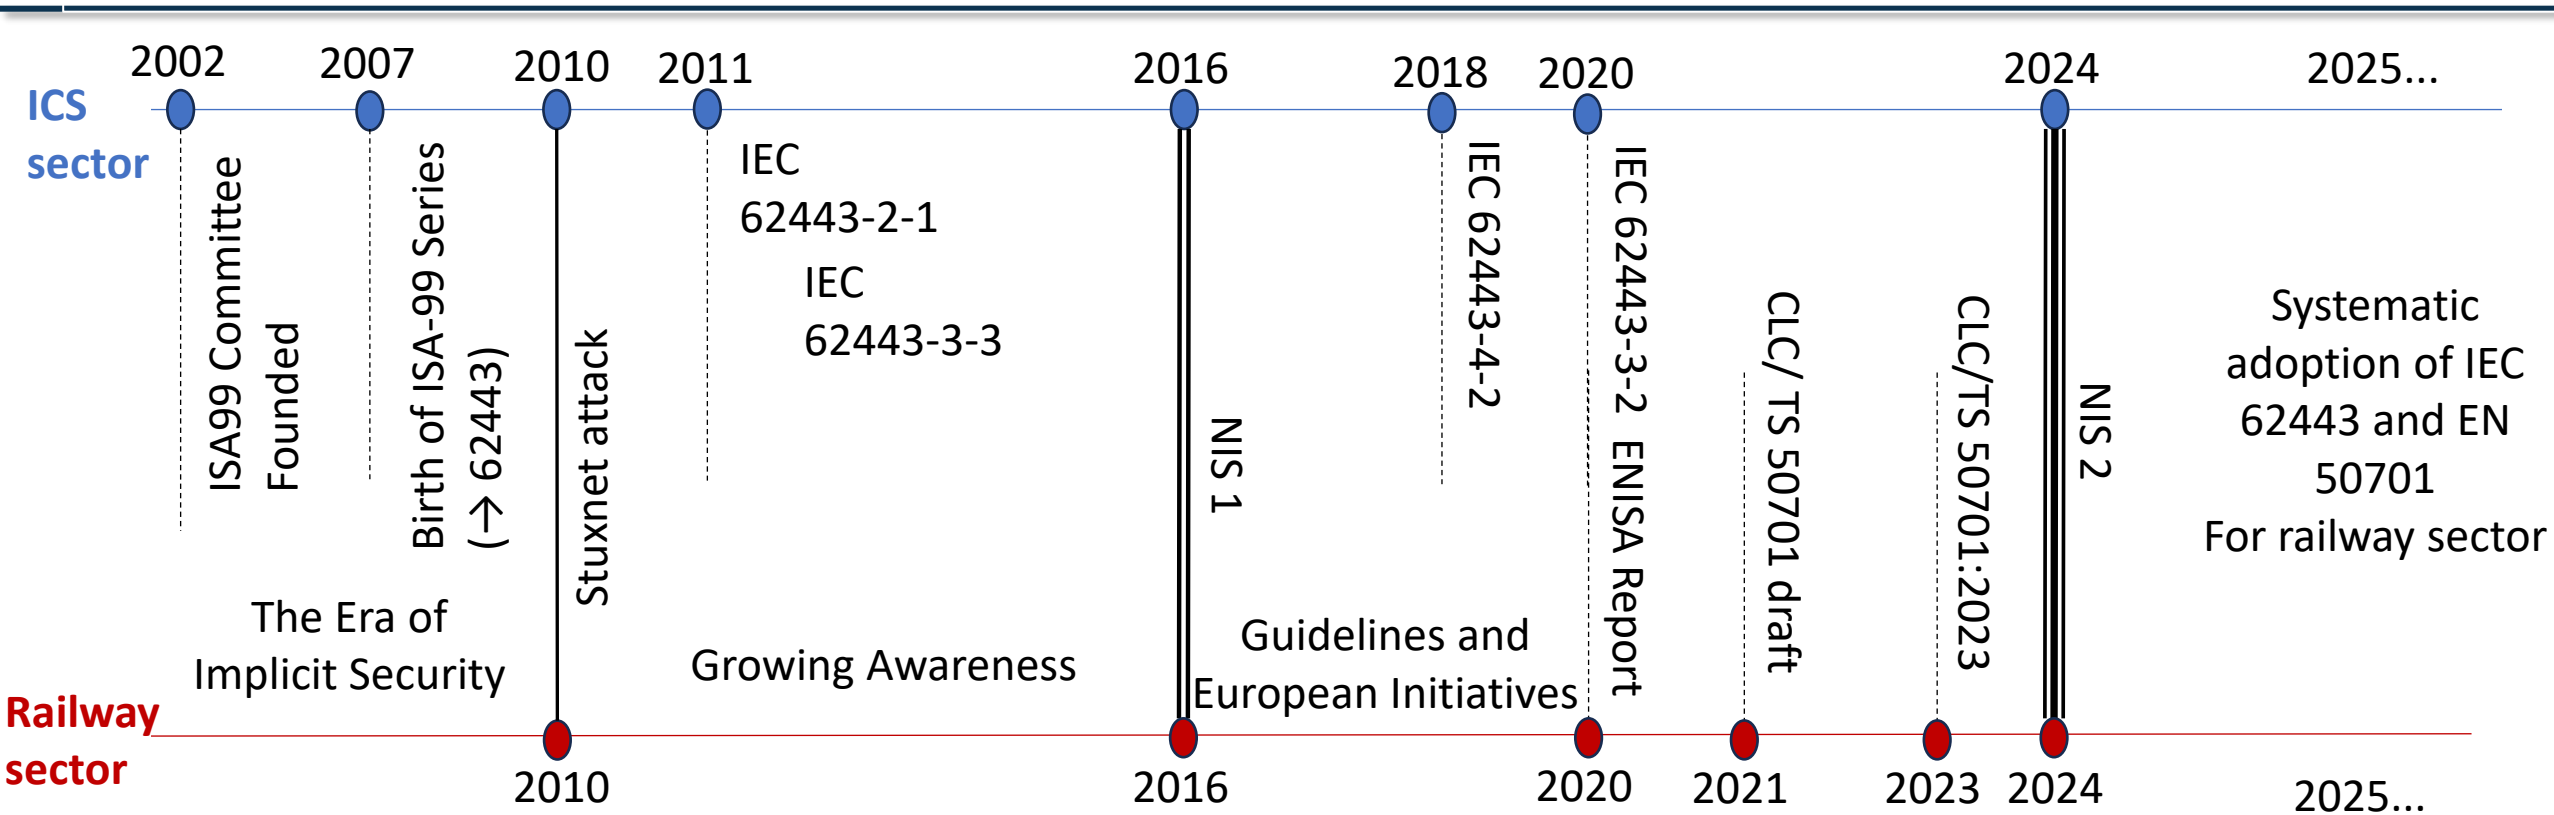 2002
2007
2010
2011
2016
2018
2020
2024
2025...
ICS
sector
ISA99 Committee
Founded
Birth of ISA-99 Series
(→ 62443)
Stuxnet attack
IEC
62443-2-1
IEC
62443-3-3
NIS 1
IEC 62443-4-2
IEC 62443-3-2
ENISA Report
CLC/ TS 50701 draft
CLC/TS 50701:2023
NIS 2
Systematic
adoption of IEC
62443 and EN
50701
For railway sector
The Era of
Implicit Security
Growing Awareness
Guidelines and
European Initiatives
Railway
sector
2010
2016
2020
2021
2023
2024
2025...